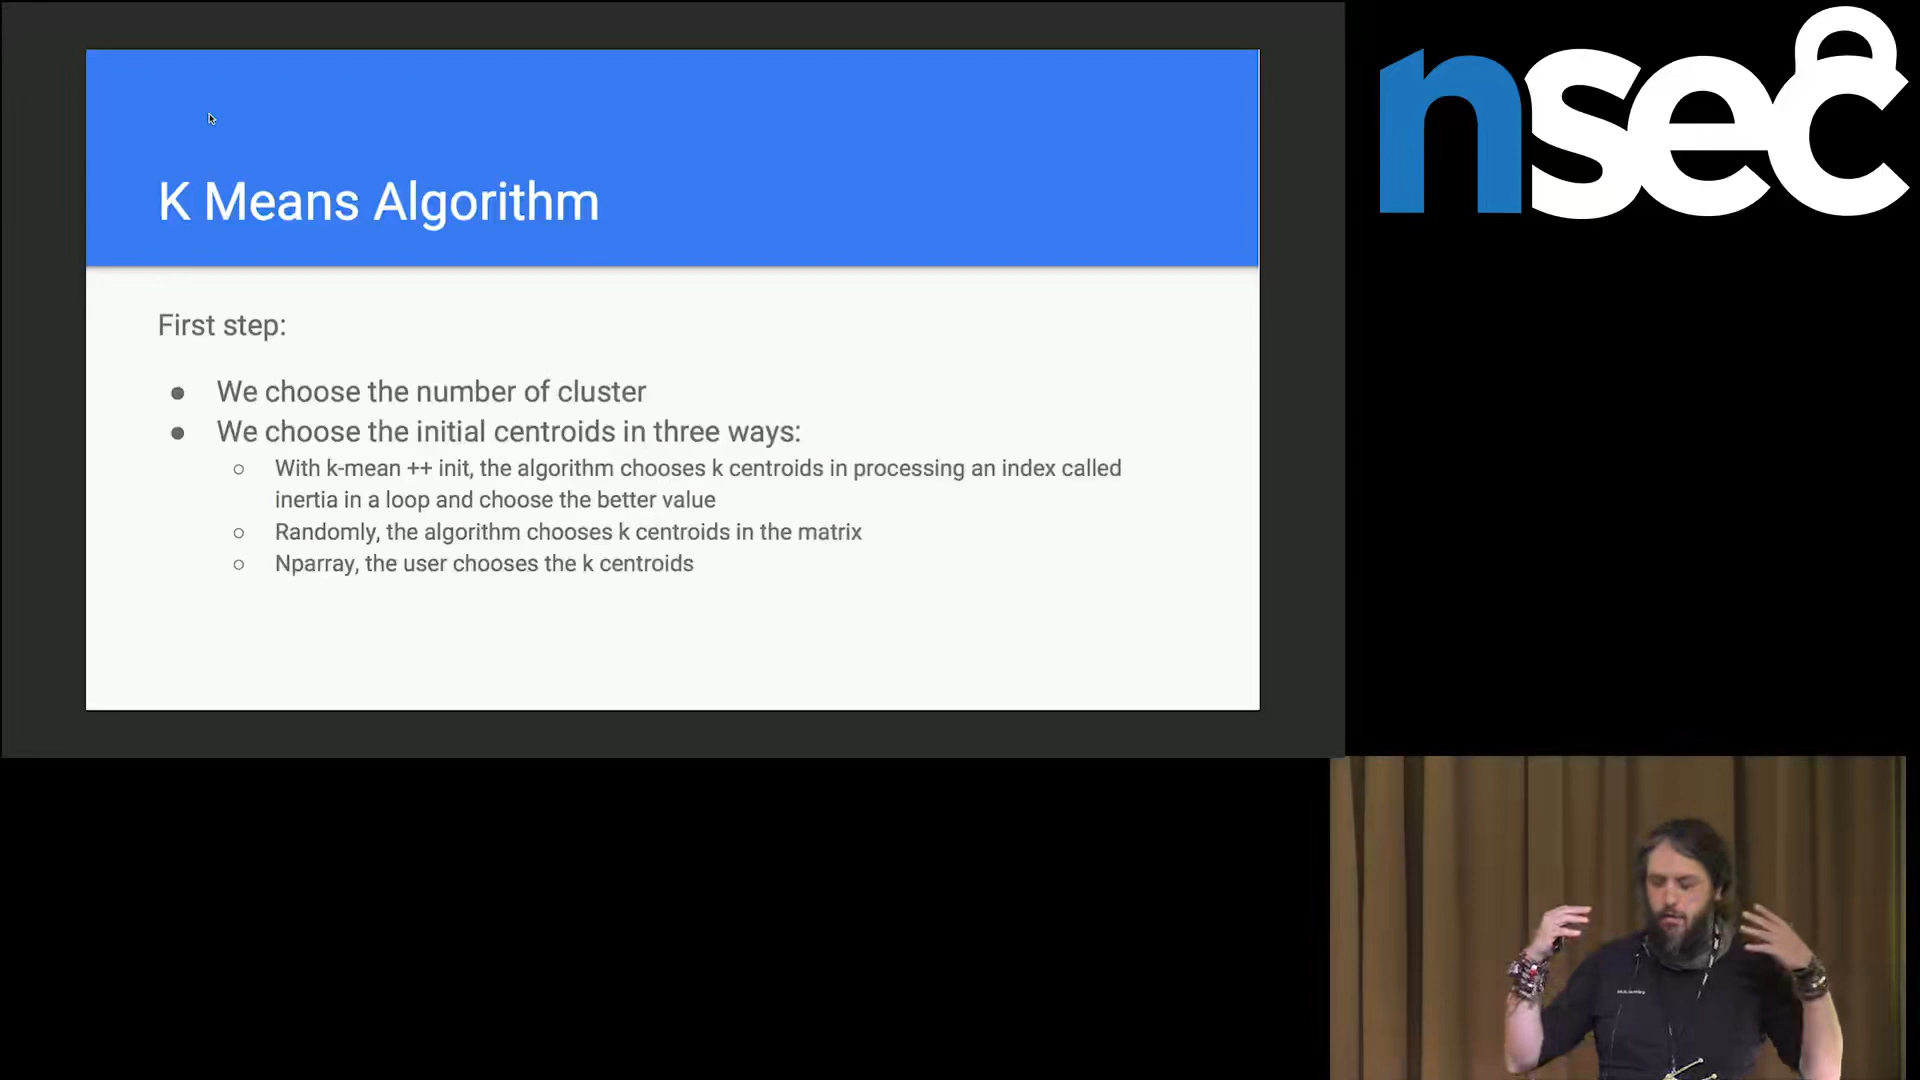 nsec
K Means Algorithm
First step:
● We choose the number of cluster
● We choose the initial centroids in three ways:
○ With k-mean ++ init, the algorithm chooses k centroids in processing an index called
inertia in a loop and choose the better value
○ Randomly, the algorithm chooses k centroids in the matrix
○ Nparray, the user chooses the k centroids